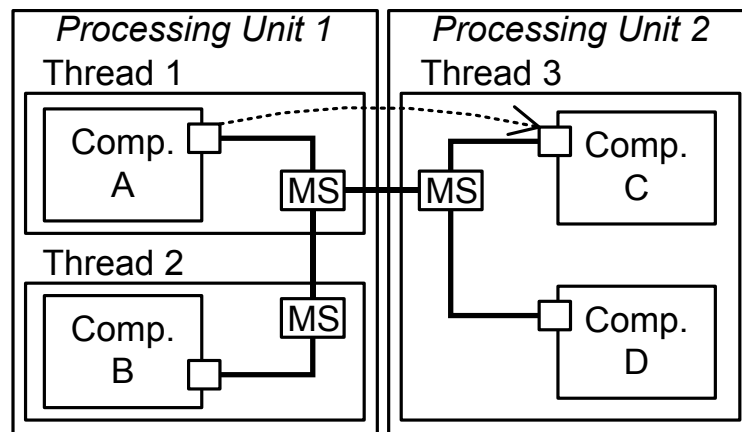 Processing Unit 1
Processing Unit 2
Thread 1
Thread 3
Comp.
A
MS
MS
Comp.
C
Thread 2
Comp.
B
MS
Comp.
D